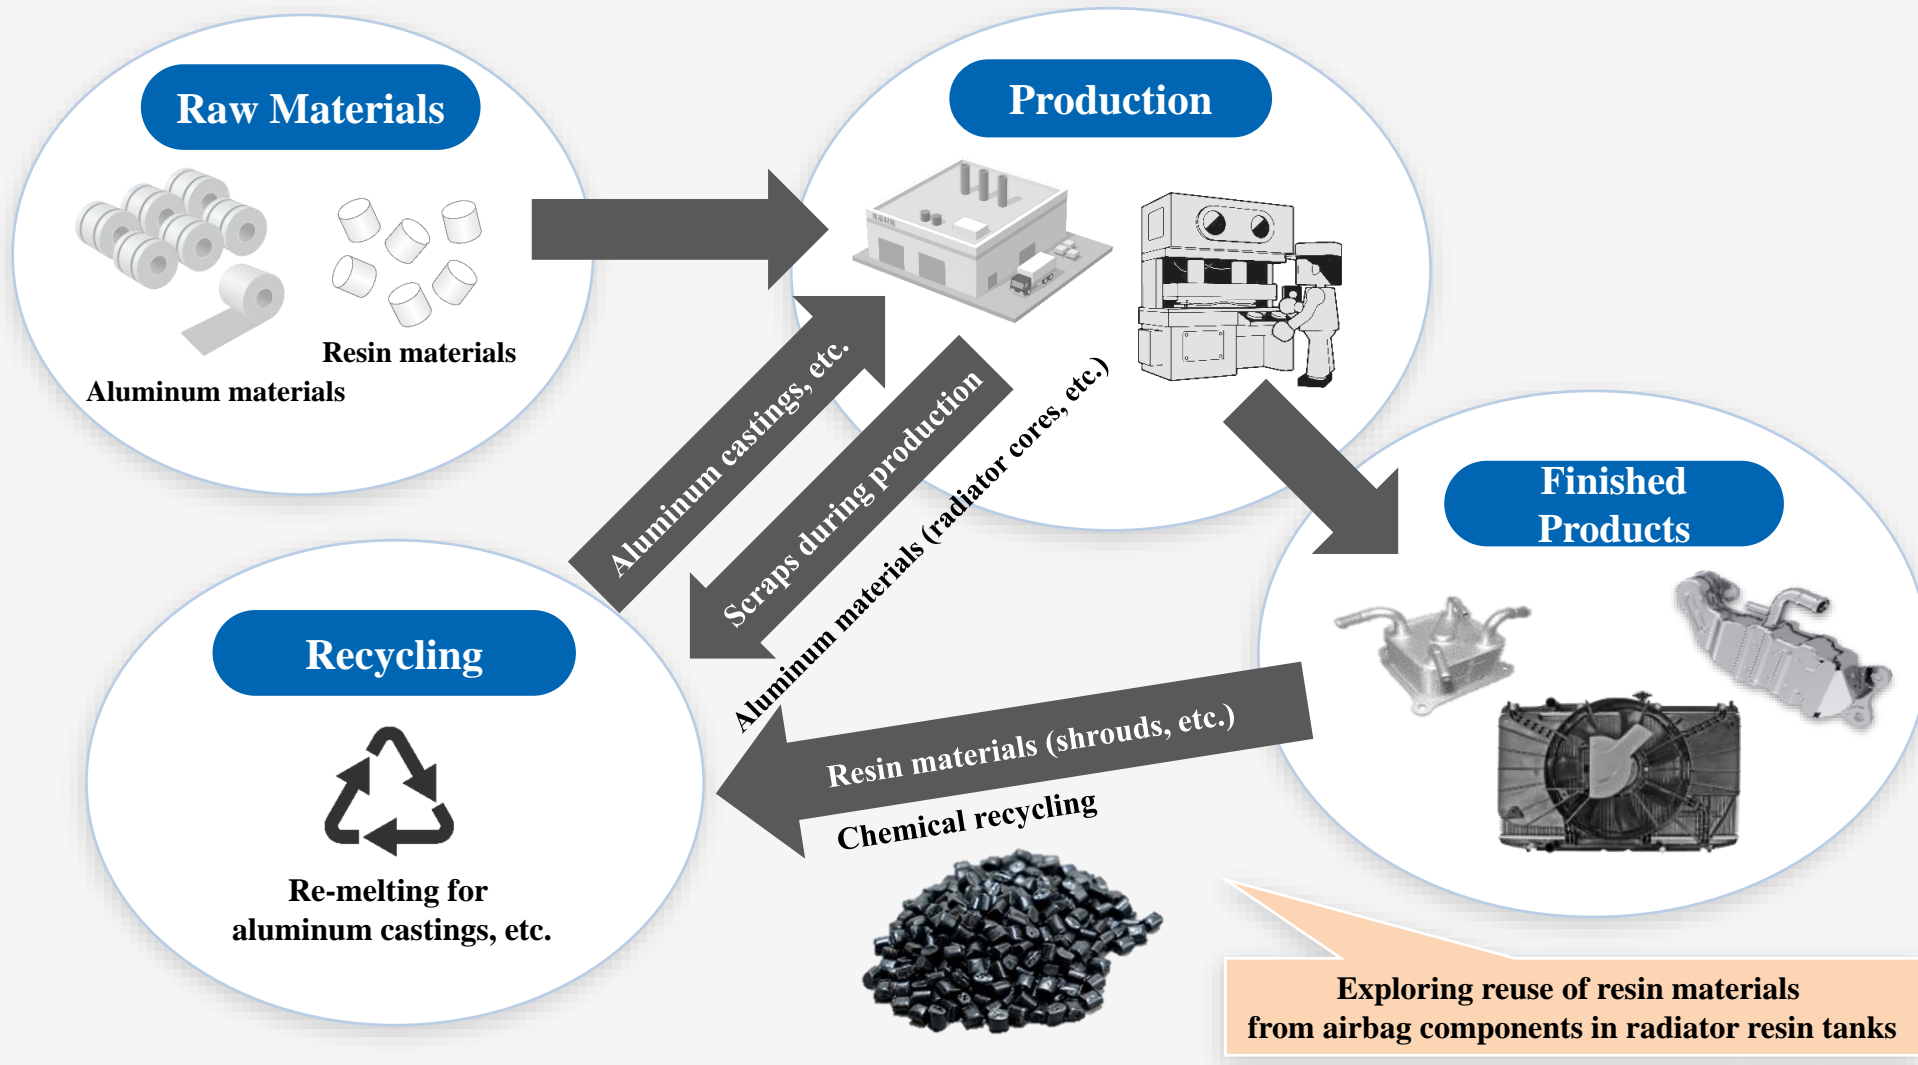 Raw Materials
Resin materials
Aluminum materials
Production
Aluminum castings, etc.
Scraps during production
Aluminum materials (radiator cores, etc.)
Finished
Products
Recycling
Re-melting for
aluminum castings, etc.
Resin materials (shrouds, etc.)
Chemical recycling
Exploring reuse of resin materials
from airbag components in radiator resin tanks